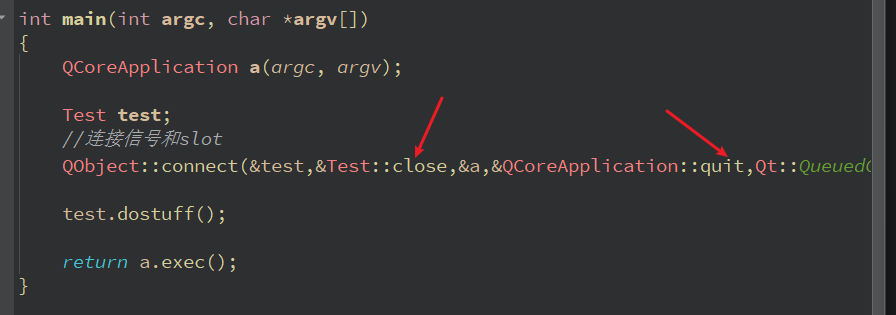 int main(int argc, char *argv[])
{
QCoreApplication a(argc, argv);
Test test;
//连接信号和slot
QObject::connect(&test,&Test::close,&a,&QCoreApplication::quit,Qt::Queued
test.dostuff();
return a.exec();
}